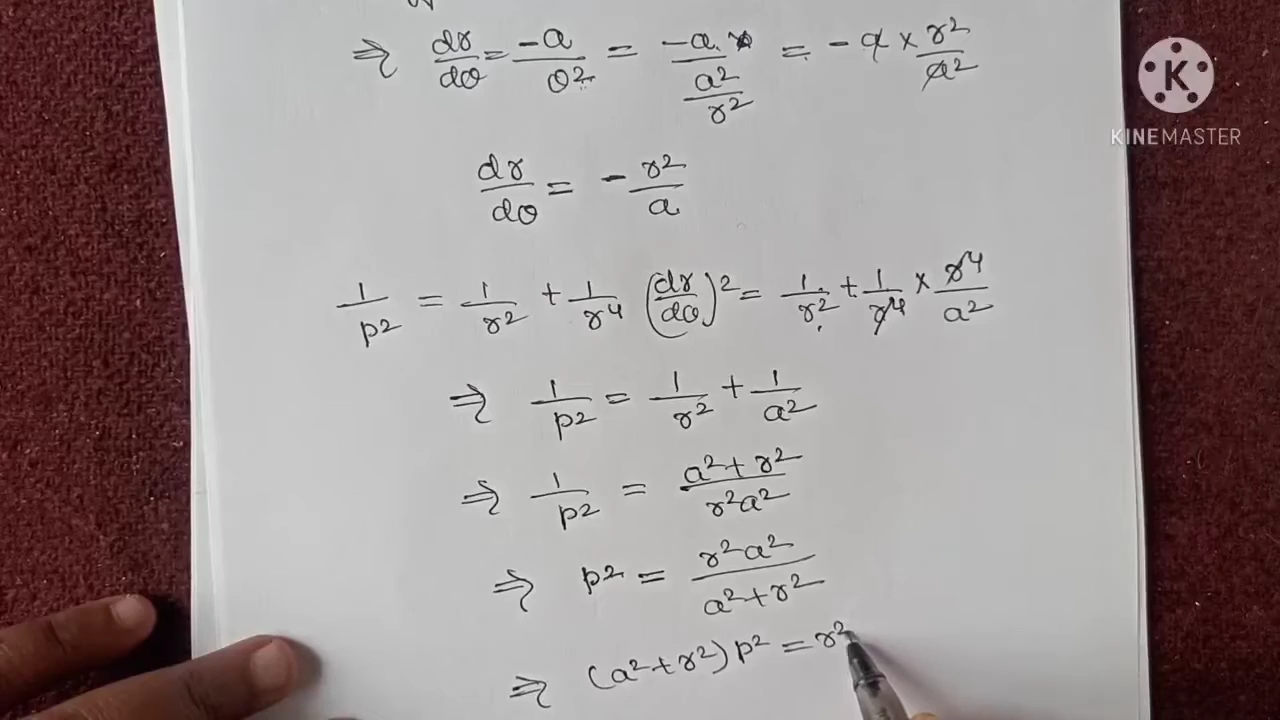 ⇒ dr/dθ = -a/θ² = -a/(a²/r²) = -a × r²/a²
KINEMASTER
dr/dθ = - r²/a
1/p² = 1/r² + 1/r⁴ (dr/dθ)² = 1/r² + 1/r⁴ × r⁴/a²
⇒ 1/p² = 1/r² + 1/a²
⇒ 1/p² = (a²+r²)/(r²a²)
⇒ p² = r²a²/(a²+r²)
⇒ (a²+r²)p² = r²